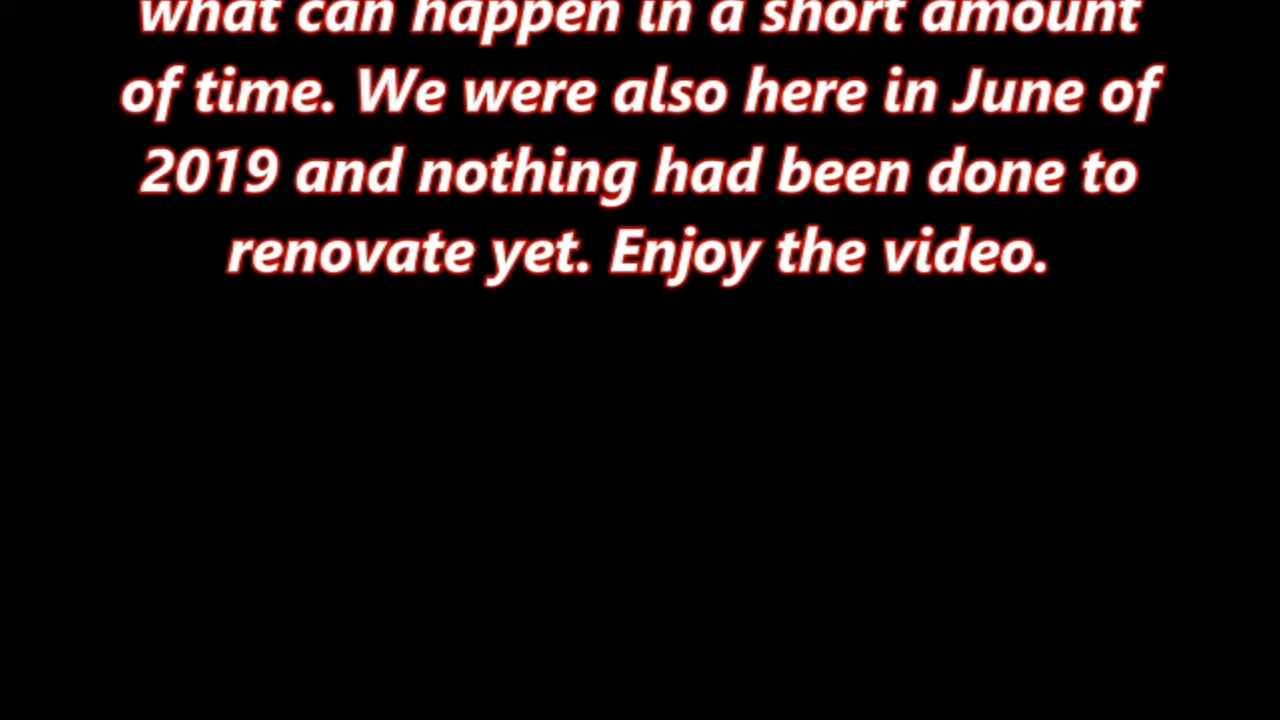 what can happen in a short amount
of time. We were also here in June of
2019 and nothing had been done to
renovate yet. Enjoy the video.